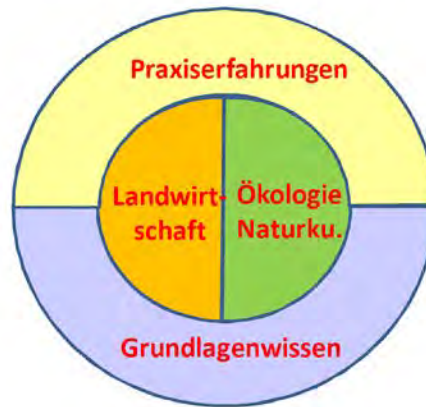 Praxiserfahrungen
Landwirt-
schaft
Ökologie
Naturku.
Grundlagenwissen